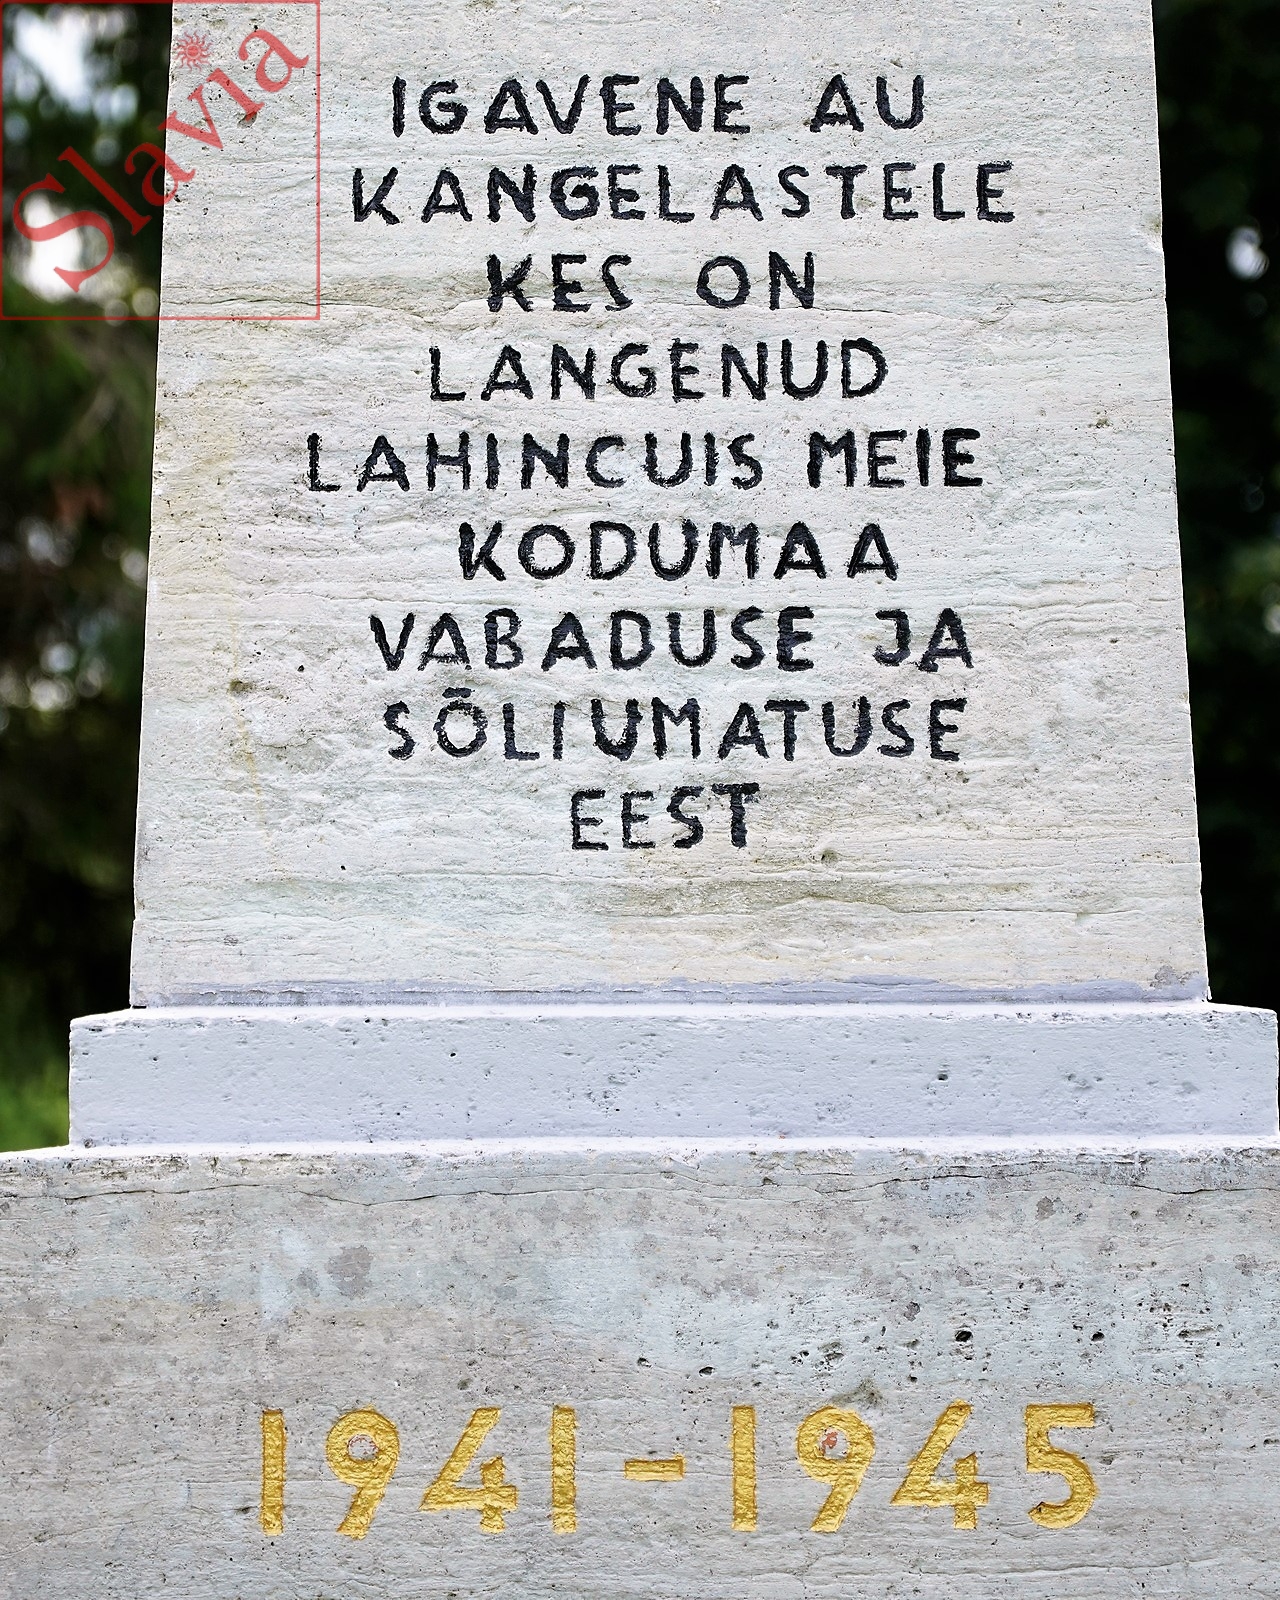 Slavia
IGAVENE AU
KANGELASTELE
KES ON
LANGENUD
LAHINCUIS MEIE
KODUMAA
VABADUSE JA
SÕLIUMATUSE
EEST
1941-1945